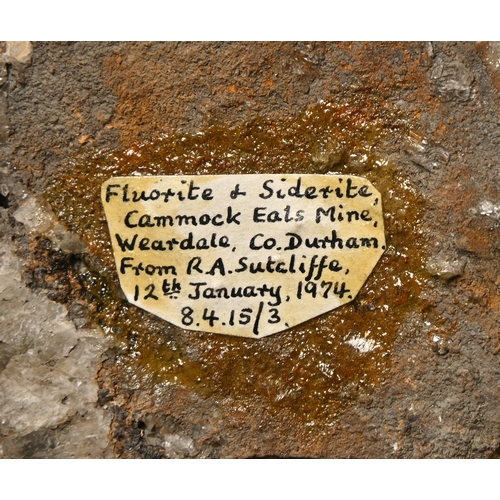 Fluorite & Siderite,
Cammock Eals Mine,
Weardale, Co. Durham.
From R.A. Sutcliffe,
12th January, 1974.
8.4.15/3.